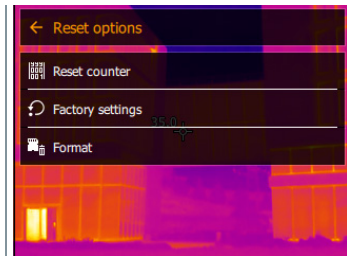 Reset options
Reset counter
Factory settings
35.0
Format